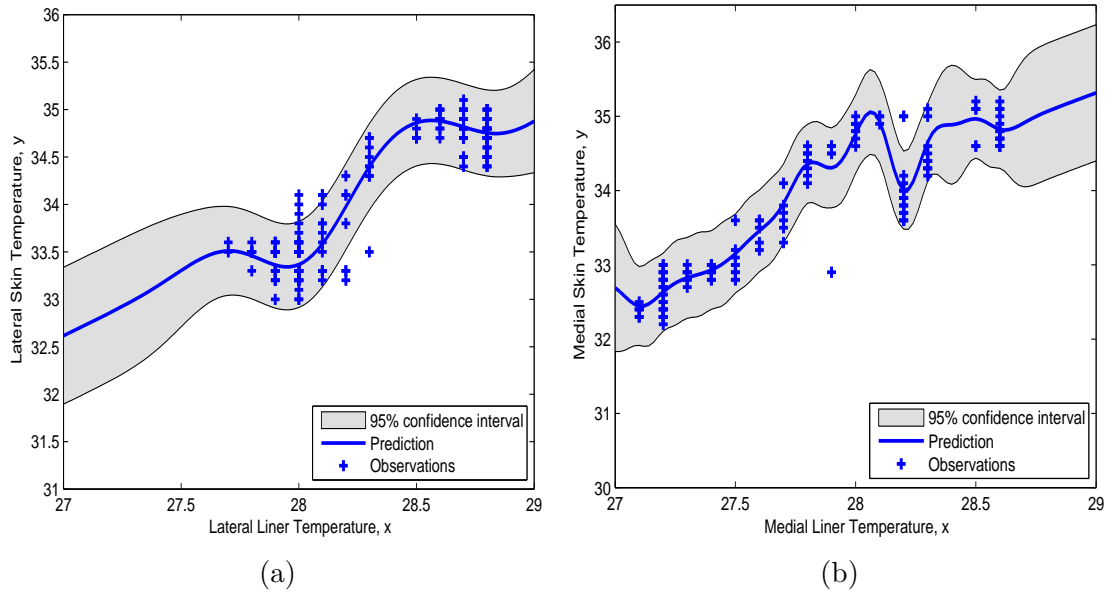 36
35.5
35
34.5
34
33.5
33
32.5
32
31.5
31
27
27.5
28
28.5
29
Lateral Skin Temperature, y
Lateral Liner Temperature, x
95% confidence interval
Prediction
Observations
(a)
36
35
34
33
32
31
30
27
27.5
28
28.5
29
Medial Skin Temperature, y
Medial Liner Temperature, x
95% confidence interval
Prediction
Observations
(b)